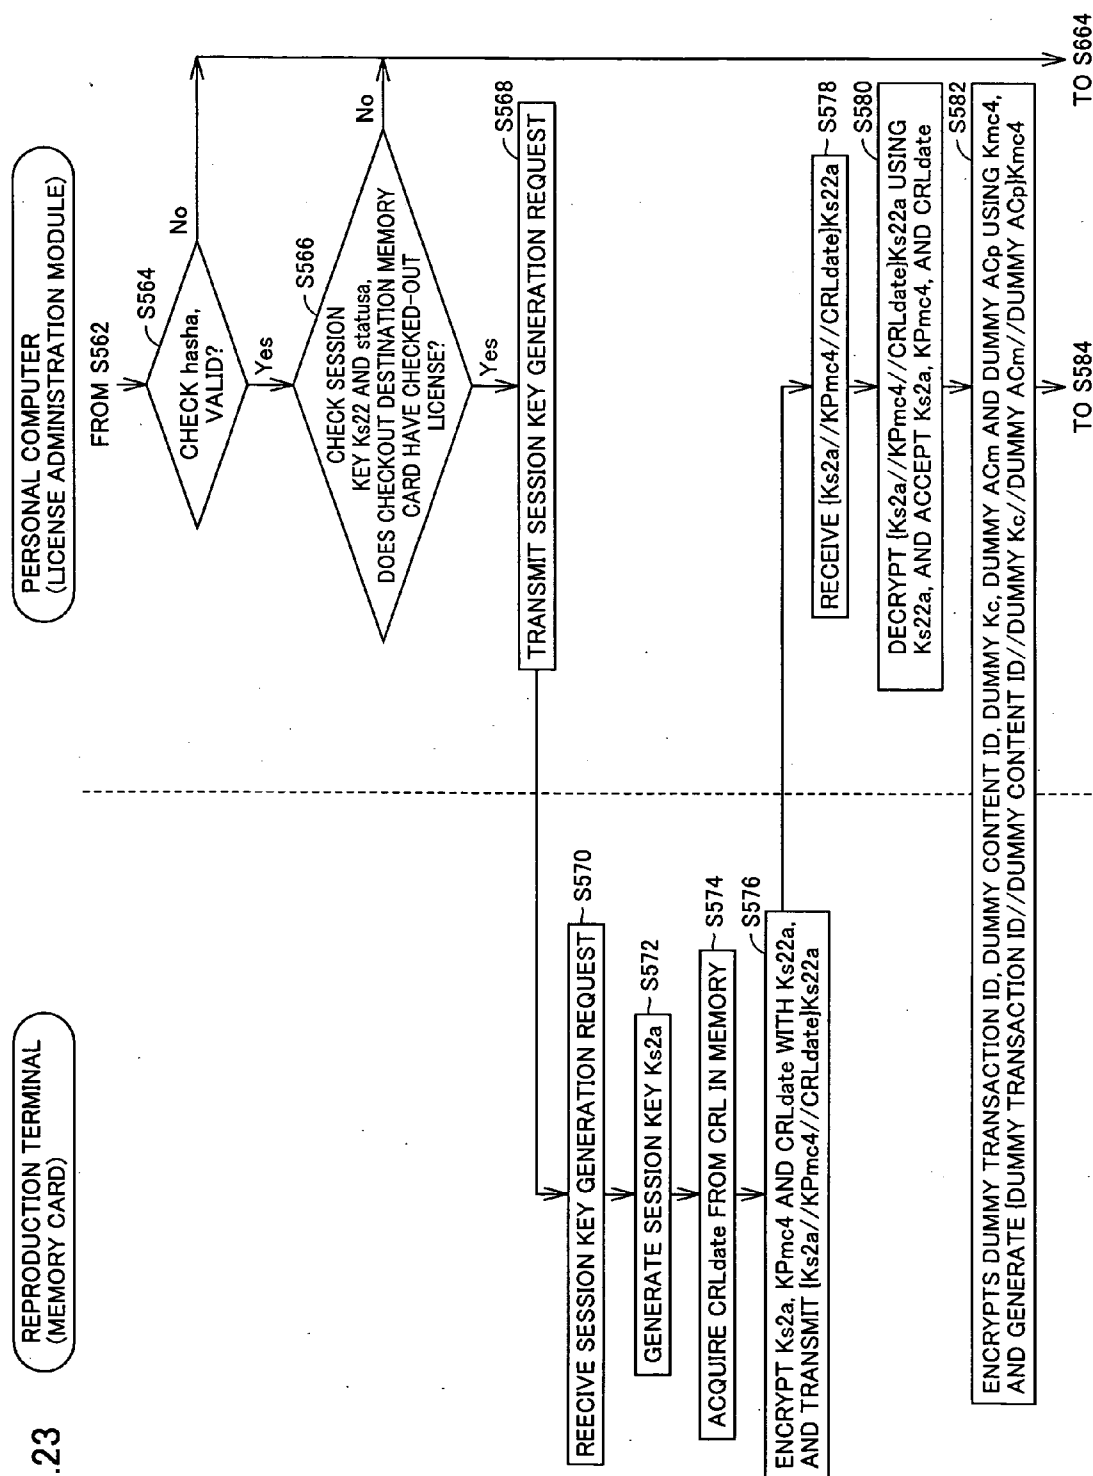 .23
REPRODUCTION TERMINAL
(MEMORY CARD)
PERSONAL COMPUTER
(LICENSE ADMINISTRATION MODULE)
FROM S562
S564
CHECK hasha,
VALID?
No
Yes
S566
CHECK SESSION
KEY Ks22 AND statusa,
DOES CHECKOUT DESTINATION MEMORY
CARD HAVE CHECKED-OUT
LICENSE?
No
Yes
S568
TRANSMIT SESSION KEY GENERATION REQUEST
S570
REECIVE SESSION KEY GENERATION REQUEST
S572
GENERATE SESSION KEY Ks2a
S574
ACQUIRE CRLdate FROM CRL IN MEMORY
S576
ENCRYPT Ks2a, KPmc4 AND CRLdate WITH Ks22a,
AND TRANSMIT {Ks2a//KPmc4//CRLdate}Ks22a
S578
RECEIVE {Ks2a//KPmc4//CRLdate}Ks22a
S580
DECRYPT {Ks2a//KPmc4//CRLdate}Ks22a USING
Ks22a, AND ACCEPT Ks2a, KPmc4, AND CRLdate
S582
ENCRYPTS DUMMY TRANSACTION ID, DUMMY CONTENT ID, DUMMY Kc, DUMMY ACm AND DUMMY ACp USING Kmc4,
AND GENERATE {DUMMY TRANSACTION ID//DUMMY CONTENT ID//DUMMY Kc//DUMMY ACm//DUMMY ACp}Kmc4
TO S584
TO S664